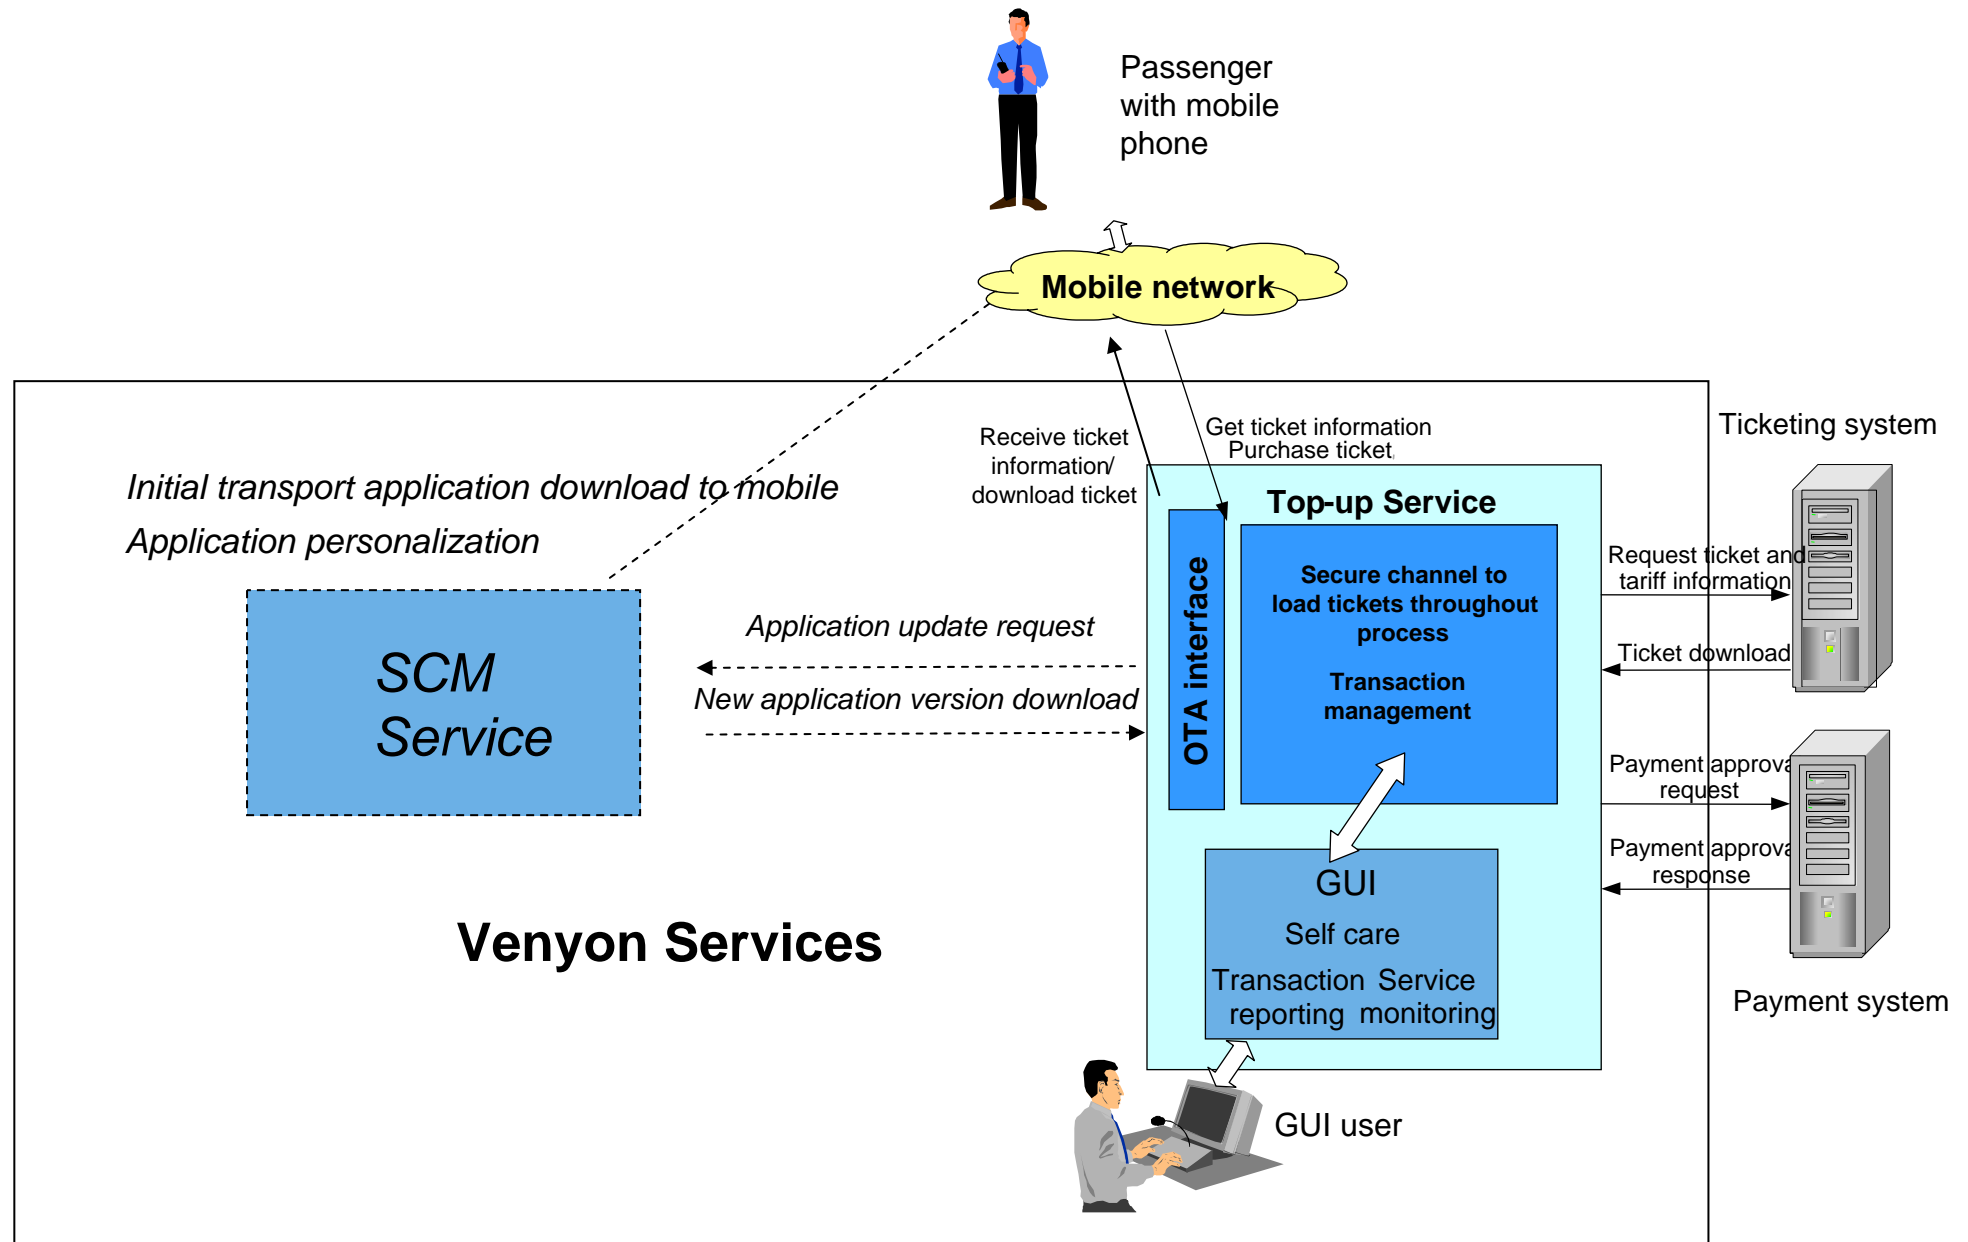 Passenger
with mobile
phone
Mobile network
Receive ticket
information/
download ticket
Get ticket information
Purchase ticket
Ticketing system
Initial transport application download to mobile
Application personalization
Top-up Service
OTA interface
Secure channel to
load tickets throughout
process
Transaction
management
Request ticket and
tariff information
Ticket download
SCM
Service
Application update request
New application version download
Payment approva
request
Payment approva
response
GUI
Self care
Transaction Service
reporting monitoring
Venyon Services
Payment system
GUI user